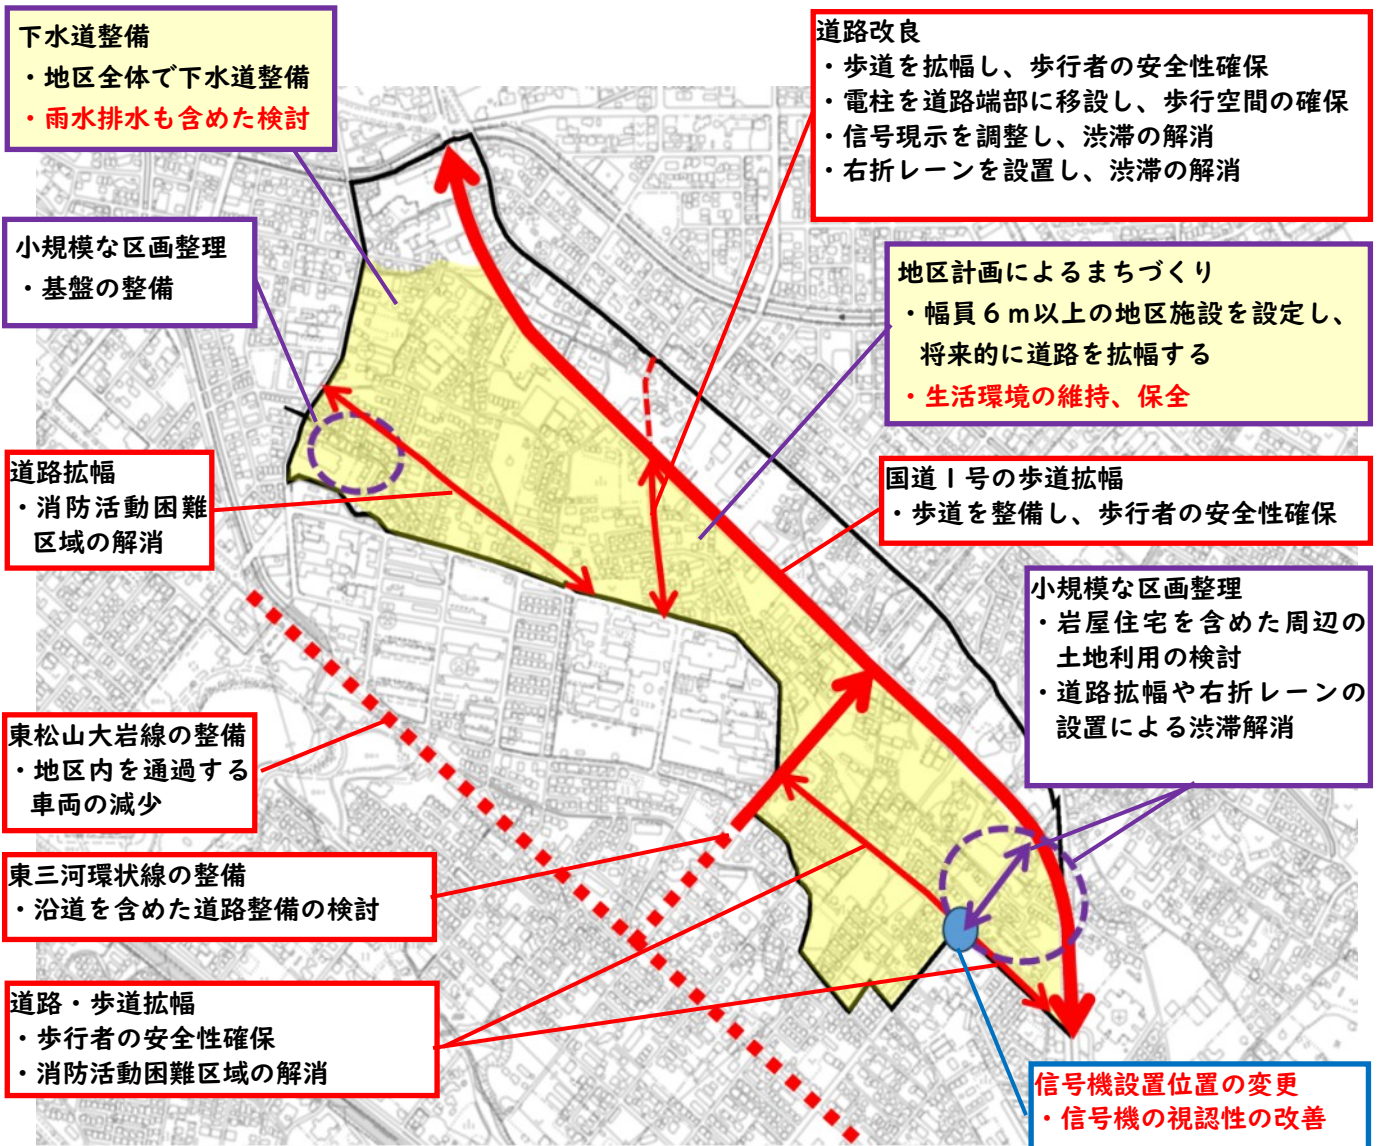 下水道整備
・地区全体で下水道整備
・雨水排水も含めた検討
道路改良
・歩道を拡幅し、歩行者の安全性確保
・電柱を道路端部に移設し、歩行空間の確保
・信号現示を調整し、渋滞の解消
・右折レーンを設置し、渋滞の解消
小規模な区画整理
・基盤の整備
地区計画によるまちづくり
・幅員６ｍ以上の地区施設を設定し、
将来的に道路を拡幅する
・生活環境の維持、保全
道路拡幅
・消防活動困難
区域の解消
国道１号の歩道拡幅
・歩道を整備し、歩行者の安全性確保
小規模な区画整理
・岩屋住宅を含めた周辺の
土地利用の検討
・道路拡幅や右折レーンの
設置による渋滞解消
東松山大岩線の整備
・地区内を通過する
車両の減少
東三河環状線の整備
・沿道を含めた道路整備の検討
道路・歩道拡幅
・歩行者の安全性確保
・消防活動困難区域の解消
信号機設置位置の変更
・信号機の視認性の改善